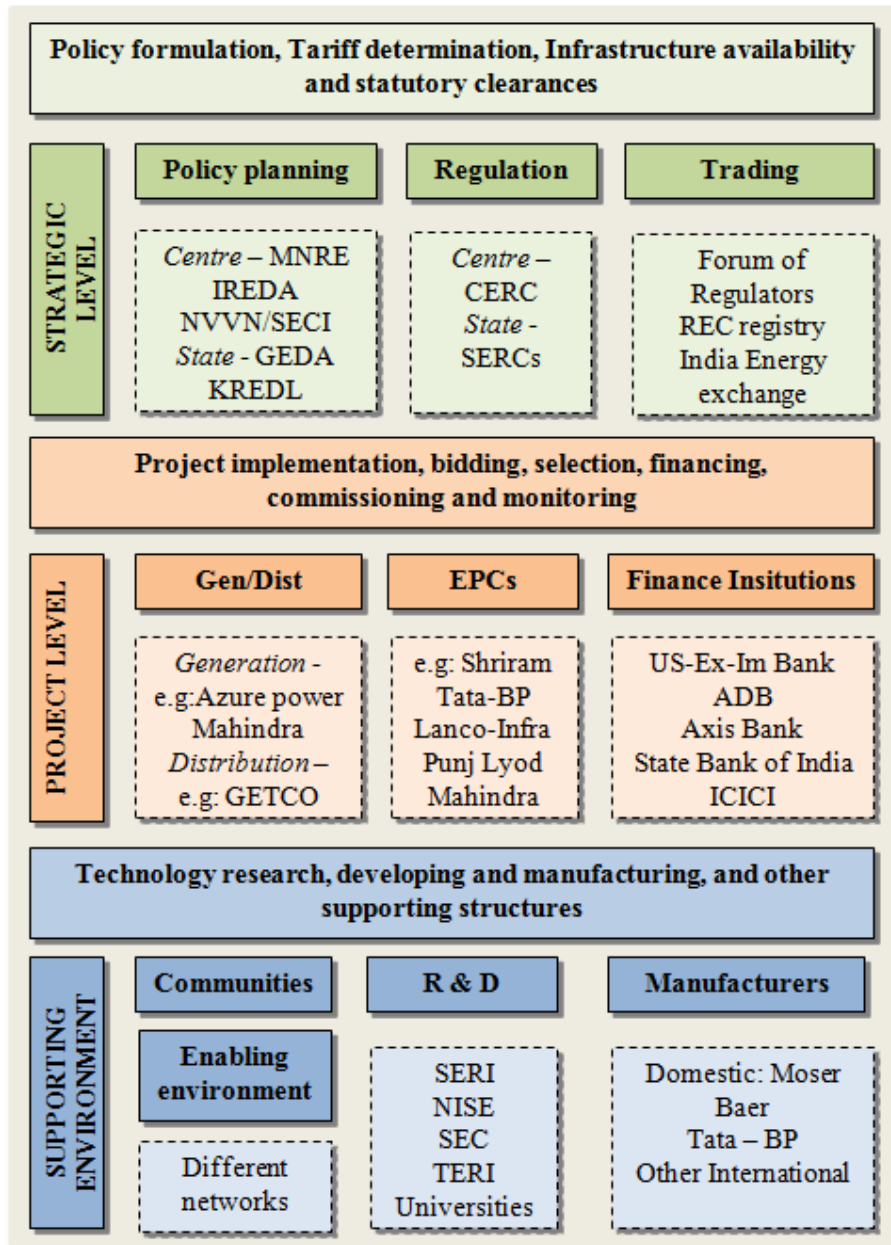 Policy formulation, Tariff determination, Infrastructure availability
and statutory clearances
STRATEGIC
LEVEL
Policy planning
Centre – MNRE
IREDA
NVVN/SECI
State - GEDA
KREDL
Regulation
Centre –
CERC
State -
SERCs
Trading
Forum of
Regulators
REC registry
India Energy
exchange
Project implementation, bidding, selection, financing,
commissioning and monitoring
PROJECT LEVEL
Gen/Dist
Generation -
e.g:Azure power
Mahindra
Distribution –
e.g: GETCO
EPCs
e.g: Shriram
Tata-BP
Lanco-Infra
Punj Lyod
Mahindra
Finance Insitutions
US-Ex-Im Bank
ADB
Axis Bank
State Bank of India
ICICI
Technology research, developing and manufacturing, and other
supporting structures
SUPPORTING
ENVIRONMENT
Communities
Enabling
environment
Different
networks
R & D
SERI
NISE
SEC
TERI
Universities
Manufacturers
Domestic: Moser
Baer
Tata – BP
Other International